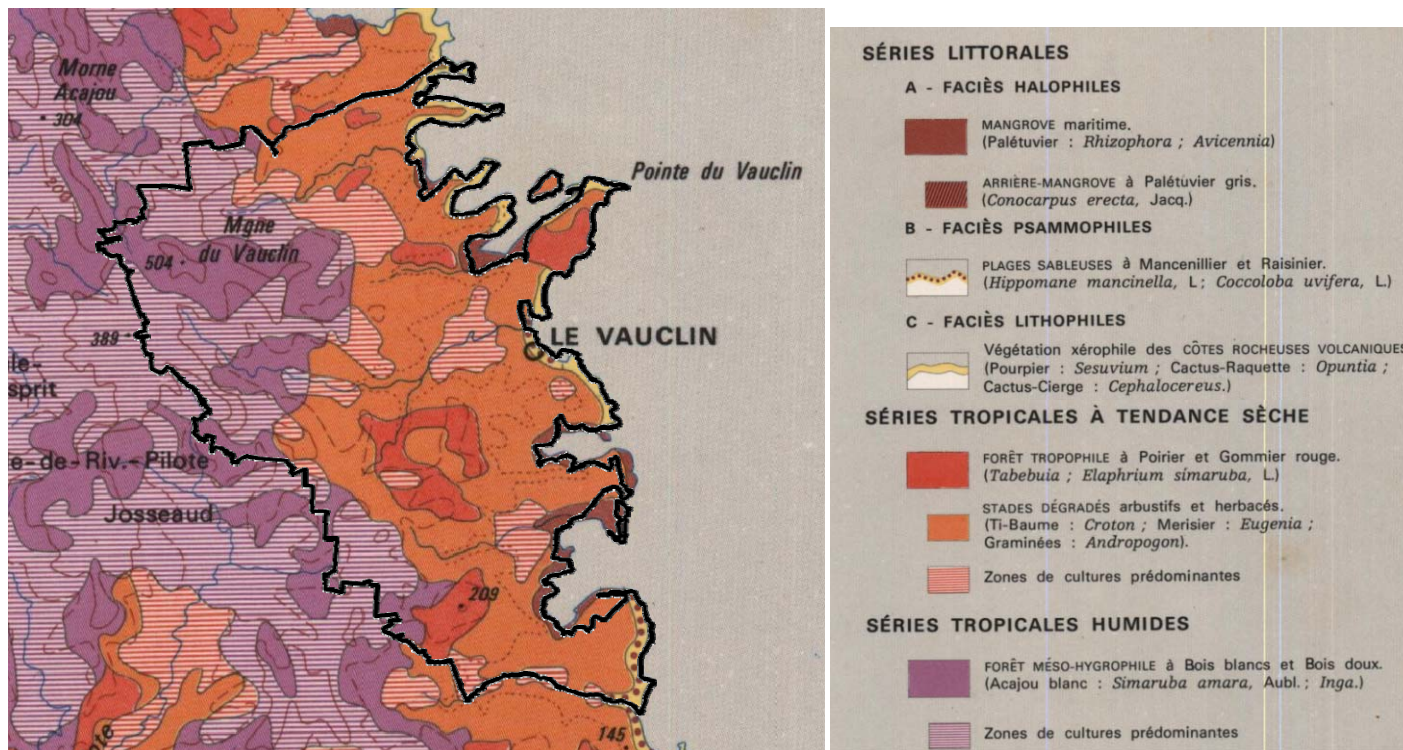 Morne
Acajou
304
Pointe du Vauclin
Mgne
du Vauclin
504
389
LE VAUCLIN
le-
sprit
e-de-Riv.-Pilote
Josseaud
209
145
SÉRIES LITTORALES
A - FACIÈS HALOPHILES
MANGROVE maritime.
(Palétuvier : Rhizophora ; Avicennia)
ARRIÈRE-MANGROVE à Palétuvier gris.
(Conocarpus erecta, Jacq.)
B - FACIÈS PSAMMOPHILES
PLAGES SABLEUSES à Mancenillier et Raisinier.
(Hippomane mancinella, L ; Coccoloba uvifera, L.)
C - FACIÈS LITHOPHILES
Végétation xérophile des CÔTES ROCHEUSES VOLCANIQUES
(Pourpier : Sesuvium ; Cactus-Raquette : Opuntia ;
Cactus-Cierge : Cephalocereus.)
SÉRIES TROPICALES À TENDANCE SÈCHE
FORÊT TROPOPHILE à Poirier et Gommier rouge.
(Tabebuia ; Elaphrium simaruba, L.)
STADES DÉGRADÉS arbustifs et herbacés.
(Ti-Baume : Croton ; Merisier : Eugenia ;
Graminées : Andropogon).
Zones de cultures prédominantes
SÉRIES TROPICALES HUMIDES
FORÊT MÉSO-HYGROPHILE à Bois blancs et Bois doux.
(Acajou blanc : Simaruba amara, Aubl. ; Inga.)
Zones de cultures prédominantes